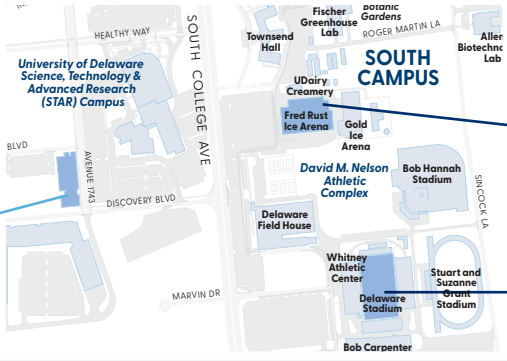 Fischer
Greenhouse
Lab
Botanic
Gardens
ROGER MARTIN LA
HEALTHY WAY
SOUTH COLLEGE AVE
Townsend
Hall
Allen
Biotechno
Lab
SOUTH
CAMPUS
University of Delaware
Science, Technology &
Advanced Research
(STAR) Campus
UDairy
Creamery
Fred Rust
Ice Arena
Gold
Ice
Arena
BLVD
AVENUE 1743
DISCOVERY BLVD
David M. Nelson
Athletic
Complex
Bob Hannah
Stadium
SINCOCK LA
Delaware
Field House
Whitney
Athletic
Center
Delaware
Stadium
Stuart and
Suzanne
Grant
Stadium
MARVIN DR
Bob Carpenter